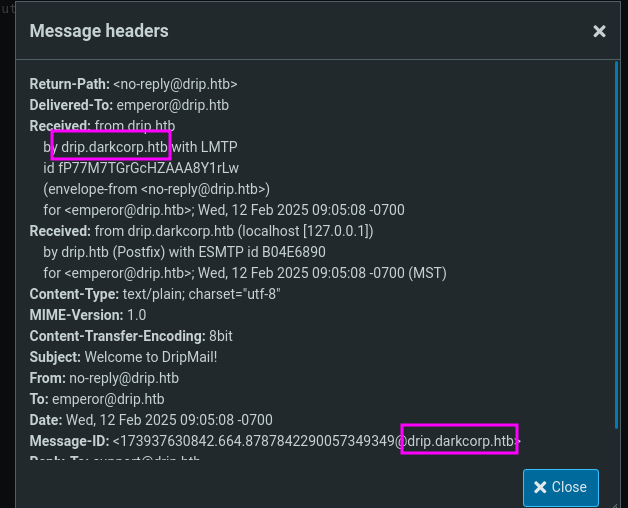 ut
Message headers
Return-Path: <no-reply@drip.htb>
Delivered-To: emperor@drip.htb
Received: from drip.htb
by drip.darkcorp.htb with LMTP
id fP77M7TGrGcHZAAA8Y1rLw
(envelope-from <no-reply@drip.htb>)
for <emperor@drip.htb>; Wed, 12 Feb 2025 09:05:08 -0700
Received: from drip.darkcorp.htb (localhost [127.0.0.1])
by drip.htb (Postfix) with ESMTP id B04E6890
for <emperor@drip.htb>; Wed, 12 Feb 2025 09:05:08 -0700 (MST)
Content-Type: text/plain; charset="utf-8"
MIME-Version: 1.0
Content-Transfer-Encoding: 8bit
Subject: Welcome to DripMail!
From: no-reply@drip.htb
To: emperor@drip.htb
Date: Wed, 12 Feb 2025 09:05:08 -0700
Message-ID: <173937630842.664.8787842290057349349@drip.darkcorp.htb>
Reply-To: support@drip.htb
Close